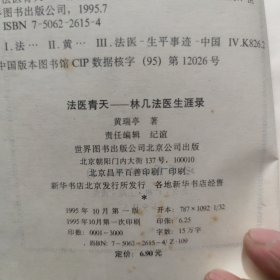 界图书出版公司，1995.7
ISBN 7-5062-2615-4
Ⅰ.法… Ⅱ.黄… Ⅲ.法医-生平事迹-中国 Ⅳ.K826.2
中国版本图书馆CIP数据核字（95）第12026号
法医青天——林几法医生涯录
黄瑞亭 著
责任编辑 纪谊
世界图书出版公司北京公司出版
北京朝阳门内大街137号，100010
北京昌平百善印刷厂印刷
新华书店北京发行所发行 各地新华书店经售
*
1995年10月第一版 开本：787×1092·1/32
1995年10月第一次印刷 印张：6.25
印数：0001-3000 字数：15万字
ISBN：7-5062-2615-4/Z·109
定价：6.90元